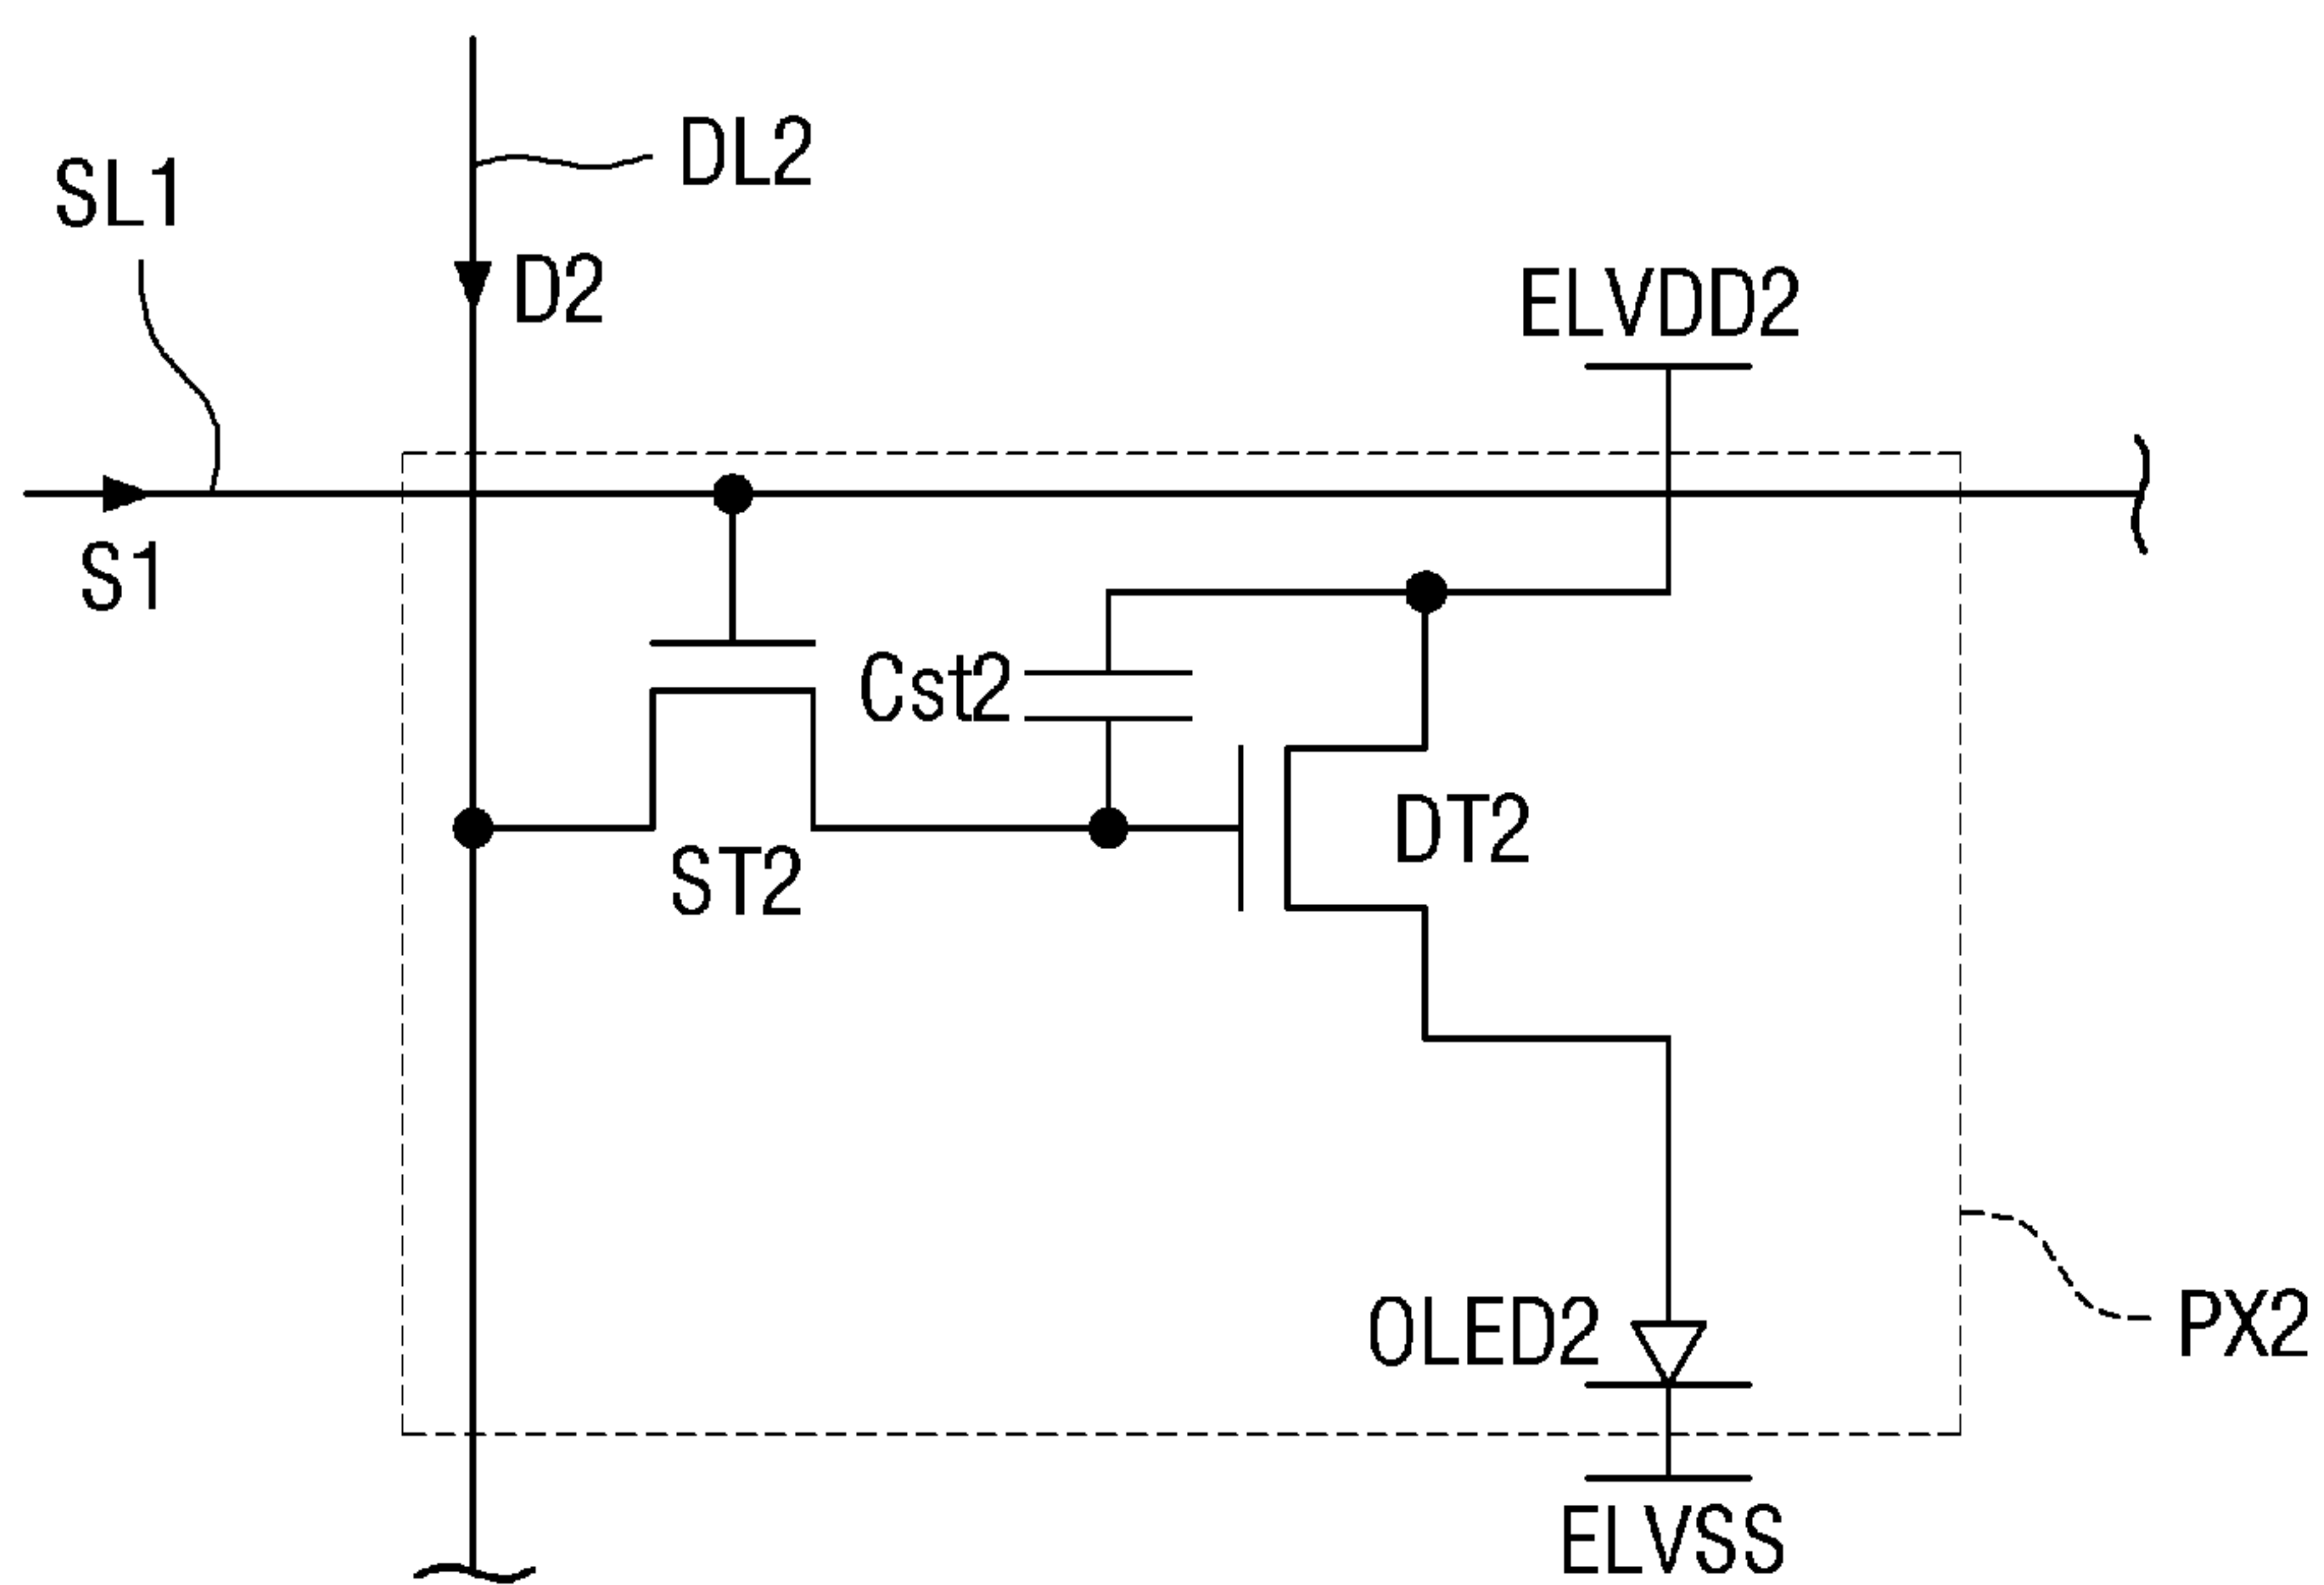 DL2
SL1
D2
ELVDD2
S1
Cst2
DT2
ST2
OLED2
PX2
ELVSS